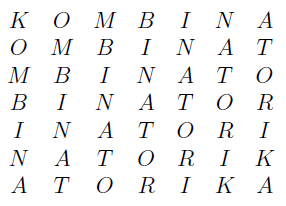 K O M B I N A
O M B I N A T
M B I N A T O
B I N A T O R
I N A T O R I
N A T O R I K
A T O R I K A